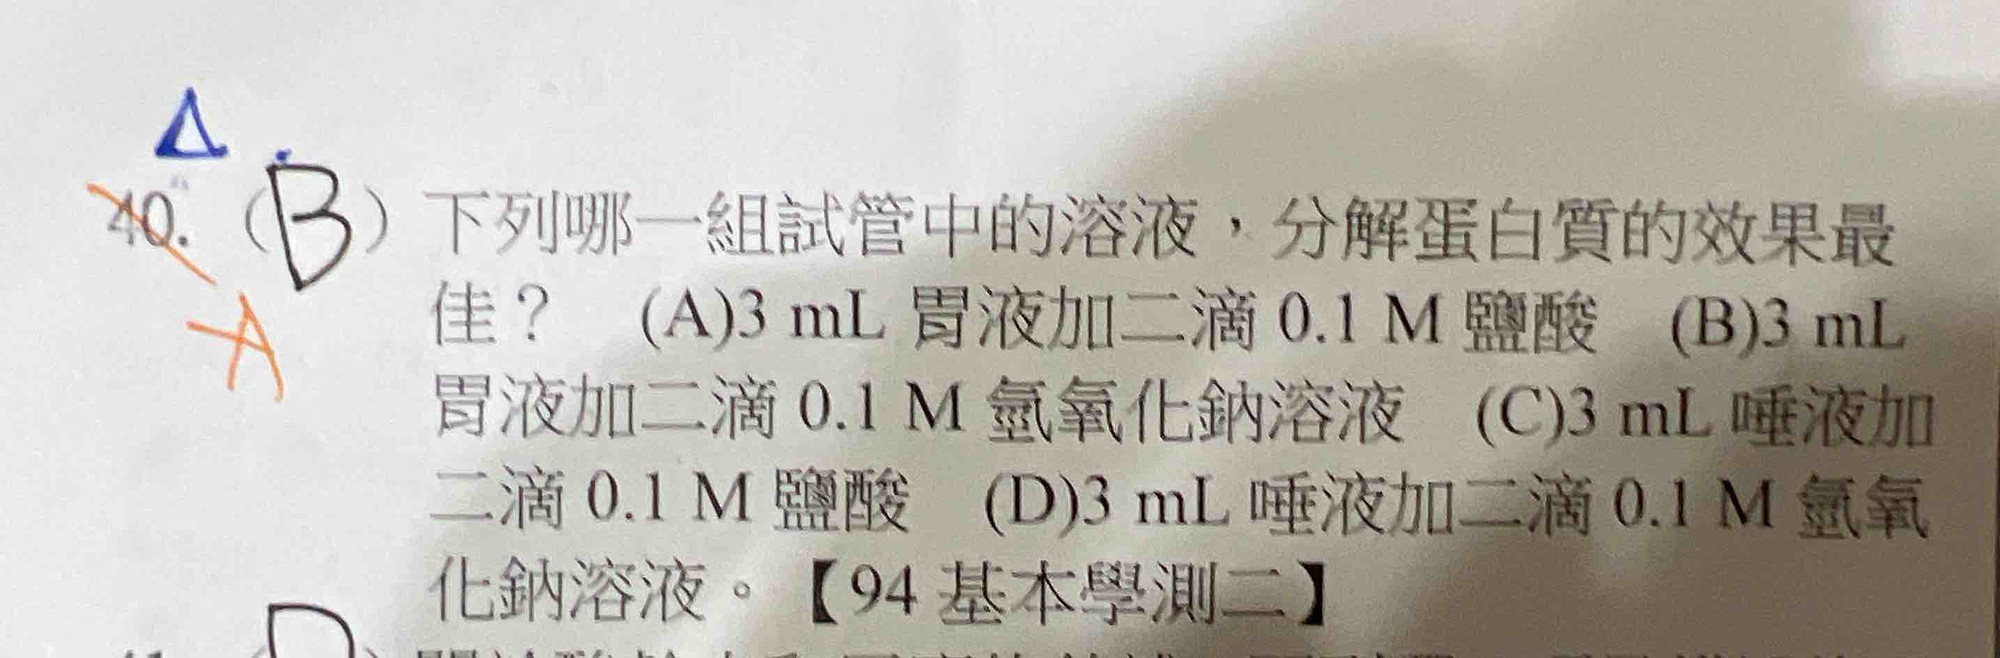 Δ
40. (B) 下列哪一組試管中的溶液，分解蛋白質的效果最
佳？ (A)3 mL 胃液加二滴 0.1 M 鹽酸 (B)3 mL
A
胃液加二滴 0.1 M 氫氧化鈉溶液 (C)3 mL 唾液加
二滴 0.1 M 鹽酸 (D)3 mL 唾液加二滴 0.1 M 氫氧
化鈉溶液。【94 基本學測二】